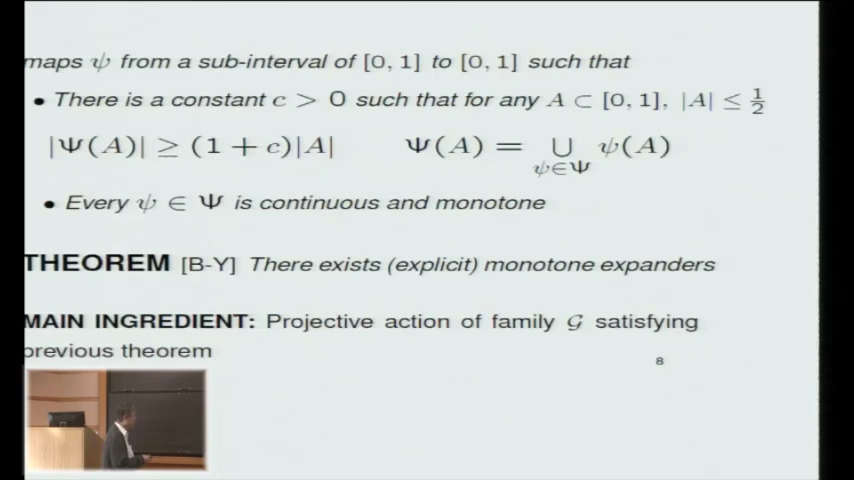 maps ψ from a sub-interval of [0, 1] to [0, 1] such that
• There is a constant c > 0 such that for any A ⊂ [0, 1], |A| ≤ 1/2
|Ψ(A)| ≥ (1 + c)|A| Ψ(A) = ∪_{ψ∈Ψ} ψ(A)
• Every ψ ∈ Ψ is continuous and monotone
THEOREM [B-Y] There exists (explicit) monotone expanders
MAIN INGREDIENT: Projective action of family 𝒢 satisfying
previous theorem
8